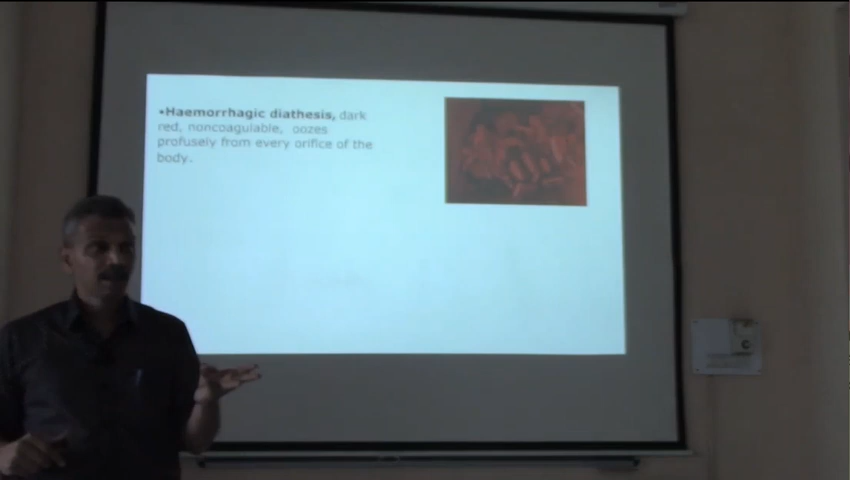 •Haemorrhagic diathesis, dark
red, noncoagulable, oozes
profusely from every orifice of the
body.